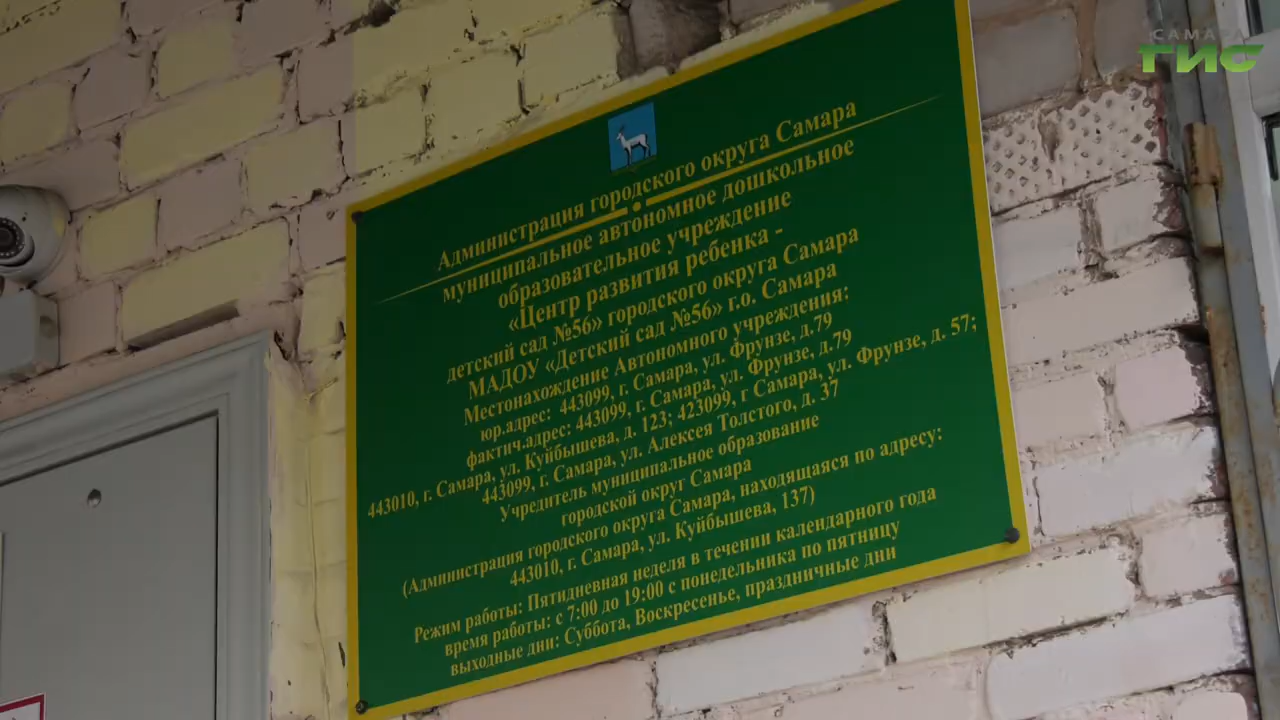 САМАРА
ГИС
Администрация городского округа Самара
муниципальное автономное дошкольное
образовательное учреждение
«Центр развития ребенка -
детский сад №56» городского округа Самара
МАДОУ «Детский сад №56» г.о. Самара
Местонахождение Автономного учреждения:
юр.адрес: 443099, г. Самара, ул. Фрунзе, д.79
фактич.адрес: 443099, г. Самара, ул. Фрунзе, д.79
443010, г. Самара, ул. Куйбышева, д. 123; 423099, г Самара, ул. Фрунзе, д. 57;
443099, г. Самара, ул. Алексея Толстого, д. 37
Учредитель муниципальное образование
городской округ Самара
(Администрация городского округа Самара, находящаяся по адресу:
443010, г. Самара, ул. Куйбышева, 137)
Режим работы: Пятидневная неделя в течении календарного года
время работы: с 7:00 до 19:00 с понедельника по пятницу
выходные дни: Суббота, Воскресенье, праздничные дни